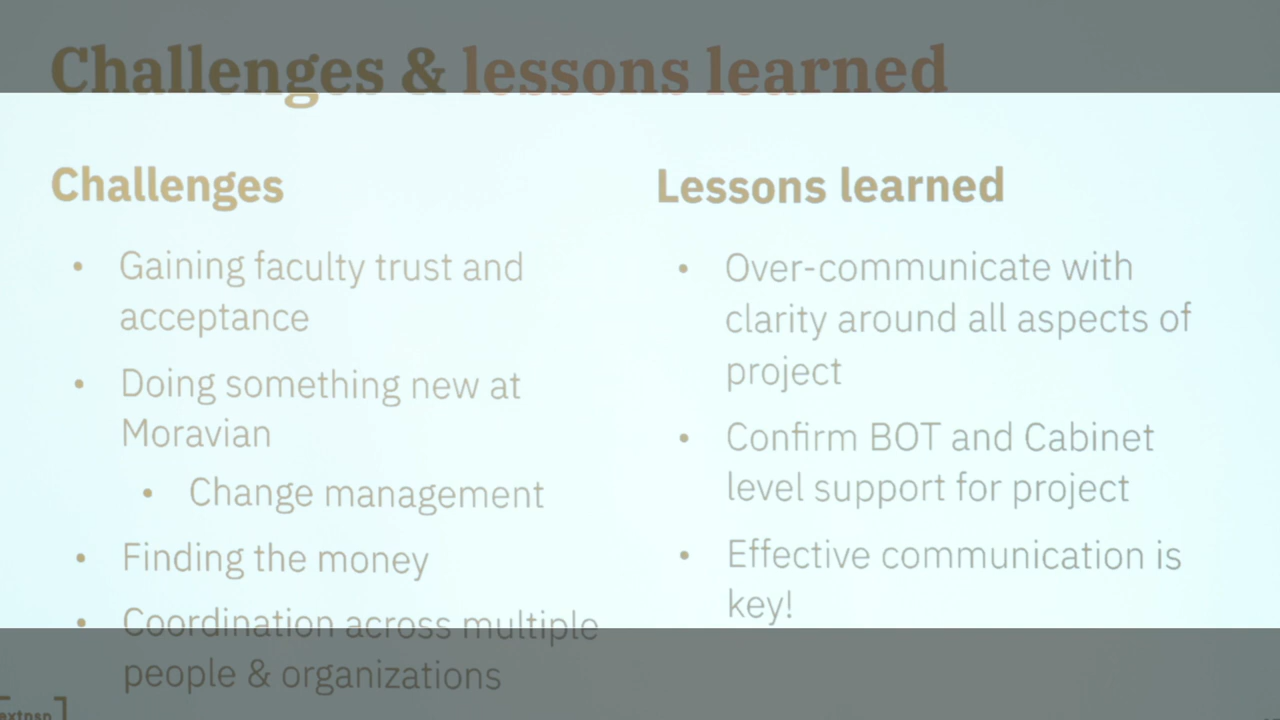 Challenges & lessons learned
Challenges
• Gaining faculty trust and
acceptance
• Doing something new at
Moravian
• Change management
• Finding the money
• Coordination across multiple
people & organizations
Lessons learned
• Over-communicate with
clarity around all aspects of
project
• Confirm BOT and Cabinet
level support for project
• Effective communication is
key!